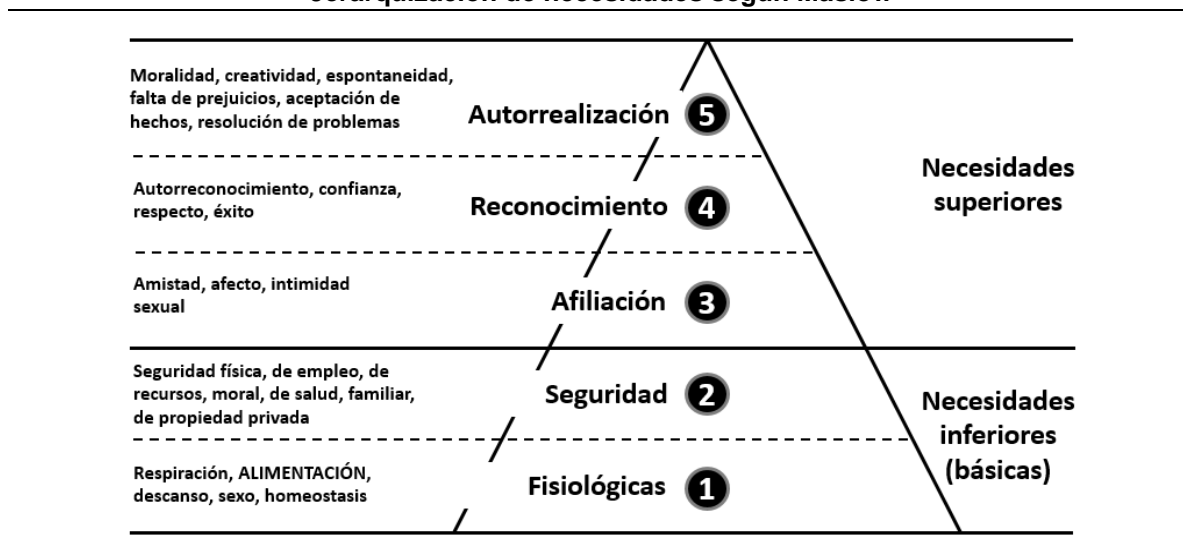 Moralidad, creatividad, espontaneidad,
falta de prejuicios, aceptación de
hechos, resolución de problemas
Autorrealización 5
Autorreconocimiento, confianza,
respecto, éxito
Reconocimiento 4
Necesidades
superiores
Amistad, afecto, intimidad
sexual
Afiliación 3
Seguridad física, de empleo, de
recursos, moral, de salud, familiar,
de propiedad privada
Seguridad 2
Necesidades
inferiores
(básicas)
Respiración, ALIMENTACIÓN,
descanso, sexo, homeostasis
Fisiológicas 1